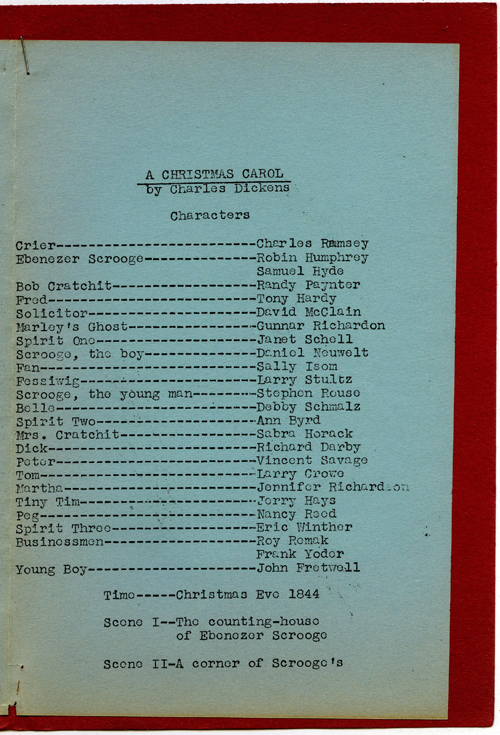 A CHRISTMAS CAROL
by Charles Dickens
Characters
Crier-------------------------Charles Ramsey
Ebenezer Scrooge--------------Robin Humphrey
Samuel Hyde
Bob Cratchit------------------Randy Paynter
Fred--------------------------Tony Hardy
Solicitor---------------------David McClain
Marley's Ghost----------------Gunnar Richardon
Spirit One--------------------Janet Schell
Scrooge, the boy--------------Daniel Neuwelt
Fan---------------------------Sally Isom
Fessiwig----------------------Larry Stultz
Scrooge, the young man--------Stephen Rouse
Belle-------------------------Debby Schmalz
Spirit Two--------------------Ann Byrd
Mrs. Cratchit-----------------Sabra Horack
Dick--------------------------Richard Darby
Peter-------------------------Vincent Savage
Tom---------------------------Larry Crowe
Martha------------------------Jennifer Richardson
Tiny Tim----------------------Jerry Hays
Peg---------------------------Nancy Reed
Spirit Three------------------Eric Winther
Businessmen-------------------Roy Romak
Frank Yoder
Young Boy---------------------John Fretwell
Time-----Christmas Eve 1844
Scene I--The counting-house
of Ebenezer Scrooge
Scene II-A corner of Scrooge's